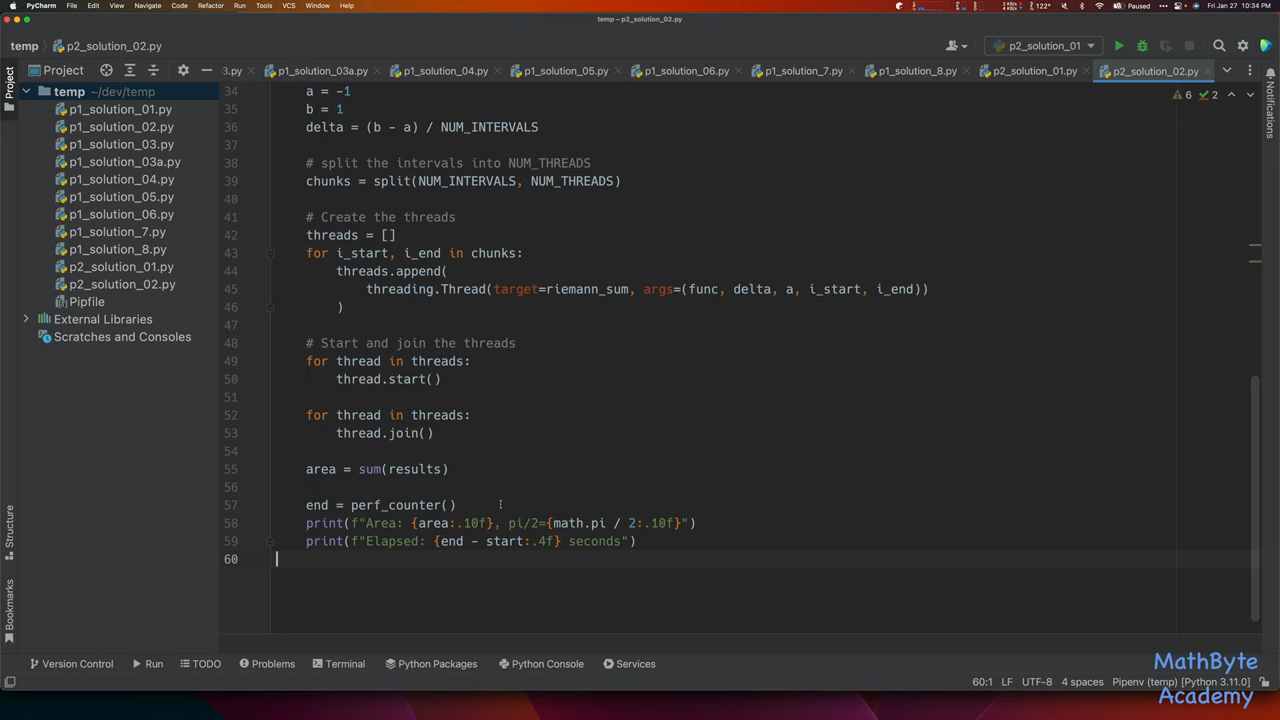 PyCharm File Edit View Navigate Code Refactor Run Tools VCS Window Help 122° Paused Fri Jan 27 10:34 PM
temp – p2_solution_02.py
temp p2_solution_02.py p2_solution_01
Project
3.py p1_solution_03a.py p1_solution_04.py p1_solution_05.py p1_solution_06.py p1_solution_7.py p1_solution_8.py p2_solution_01.py p2_solution_02.py
Project
Structure
Bookmarks
Notifications
temp ~/dev/temp
p1_solution_01.py
p1_solution_02.py
p1_solution_03.py
p1_solution_03a.py
p1_solution_04.py
p1_solution_05.py
p1_solution_06.py
p1_solution_7.py
p1_solution_8.py
p2_solution_01.py
p2_solution_02.py
Pipfile
External Libraries
Scratches and Consoles
6 2
34 a = -1
35 b = 1
36 delta = (b - a) / NUM_INTERVALS
37
38 # split the intervals into NUM_THREADS
39 chunks = split(NUM_INTERVALS, NUM_THREADS)
40
41 # Create the threads
42 threads = []
43 for i_start, i_end in chunks:
44 threads.append(
45 threading.Thread(target=riemann_sum, args=(func, delta, a, i_start, i_end))
46 )
47
48 # Start and join the threads
49 for thread in threads:
50 thread.start()
51
52 for thread in threads:
53 thread.join()
54
55 area = sum(results)
56
57 end = perf_counter()
58 print(f"Area: {area:.10f}, pi/2={math.pi / 2:.10f}")
59 print(f"Elapsed: {end - start:.4f} seconds")
60
Version Control Run TODO Problems Terminal Python Packages Python Console Services
60:1 LF UTF-8 4 spaces Pipenv (temp) [Python 3.11.0]
MathByte
Academy